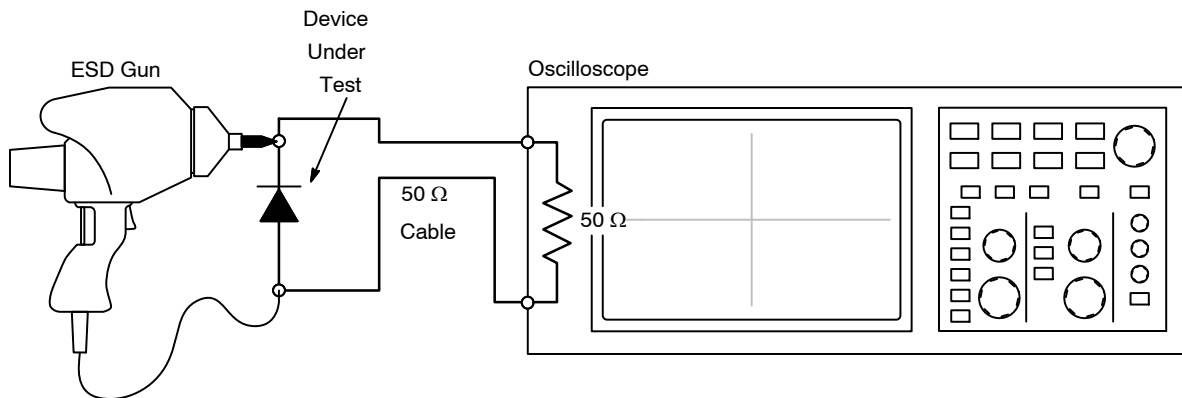 Device
Under
Test
ESD Gun
Oscilloscope
50 Ω
Cable
50 Ω